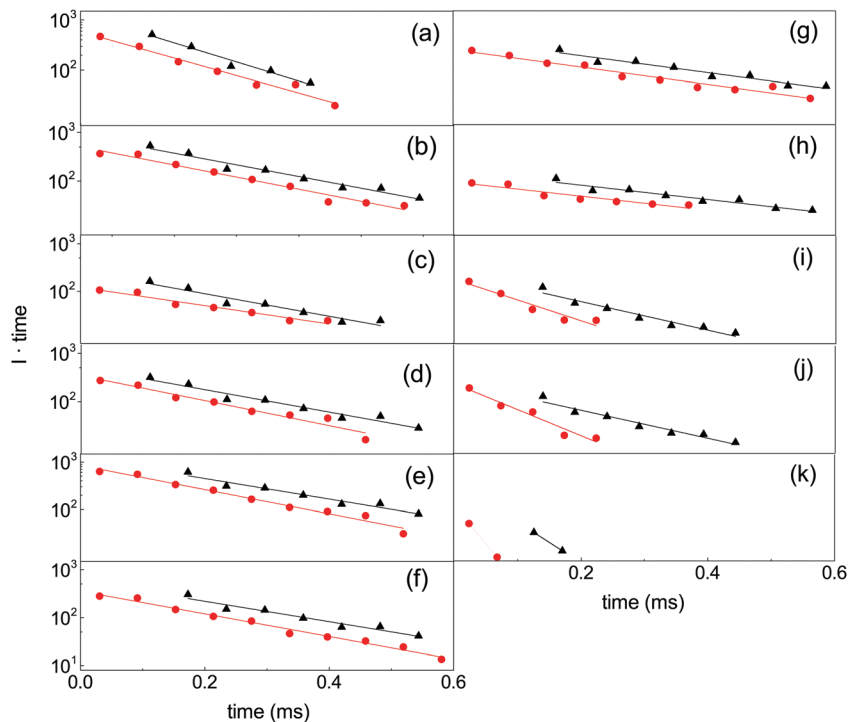 10³
(a)
(g)
10²
10³
(b)
(h)
10²
10³
(c)
(i)
10²
I · time
10³
(d)
(j)
10²
10³
(e)
(k)
10²
0.2
0.4
0.6
time (ms)
10³
(f)
10²
10¹
0.0
0.2
0.4
0.6
time (ms)